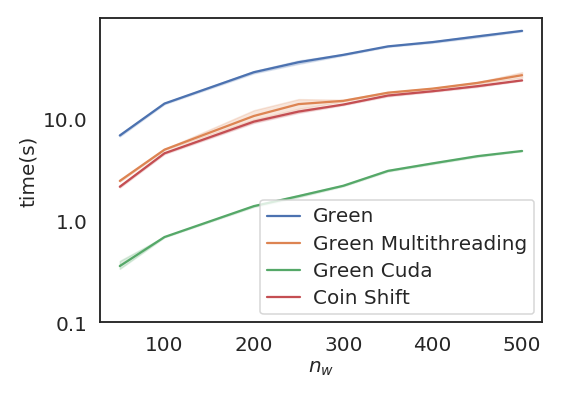 time(s)
10.0
1.0
0.1
Green
Green Multithreading
Green Cuda
Coin Shift
100 200 300 400 500
n_w